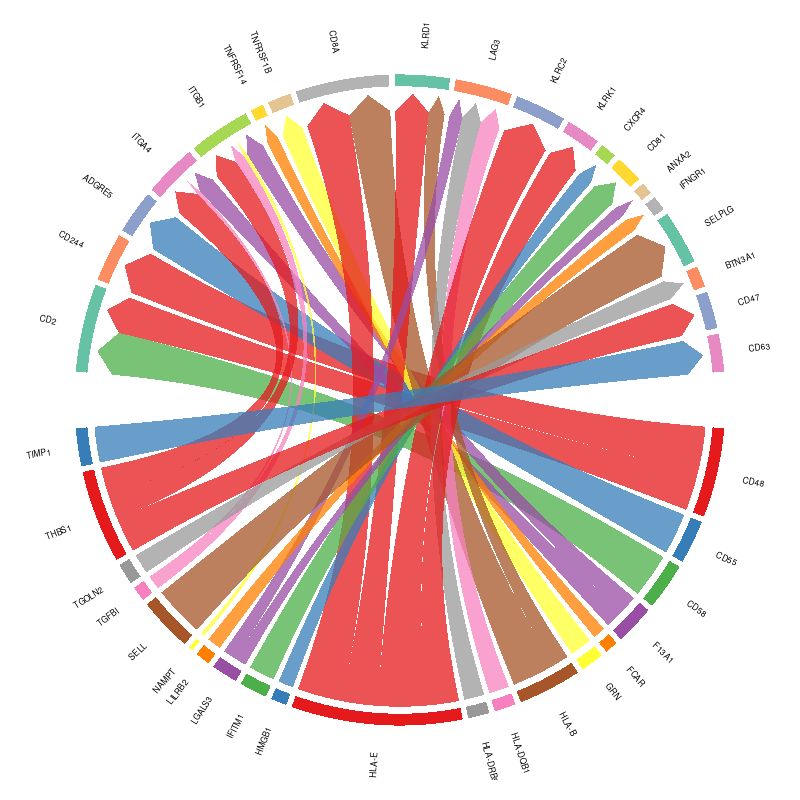 CD2
CD244
ADGRE5
ITGA4
ITGB1
TNFRSF14
TNFRSF1B
CD8A
KLRD1
LAG3
KLRC2
KLRK1
CXCR4
CD81
ANXA2
IFNGR1
SELPLG
BTN3A1
CD47
CD63
CD48
CD55
CD58
F13A1
FCAR
GRN
HLA-B
HLA-DQB1
HLA-E
HMGB1
IFITM1
LGALS3
LILRB2
NAMPT
SELL
TGFBI
TGOLN2
THBS1
TIMP1